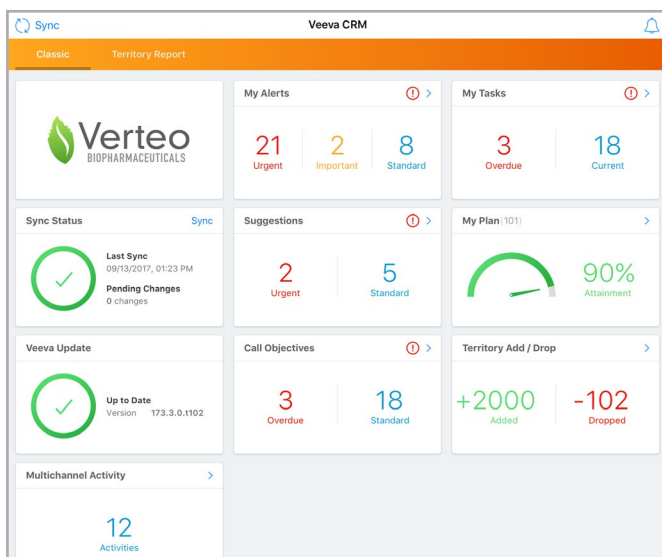 Sync
Veeva CRM
Classic
Territory Report
Verteo
BIOPHARMACEUTICALS
My Alerts
21
Urgent
2
Important
8
Standard
My Tasks
3
Overdue
18
Current
Sync Status
Sync
Last Sync
09/13/2017, 01:23 PM
Pending Changes
0 changes
Suggestions
2
Urgent
5
Standard
My Plan(101)
90%
Attainment
Veeva Update
Up to Date
Version 173.3.0.t102
Call Objectives
3
Overdue
18
Standard
Territory Add / Drop
+2000
Added
-102
Dropped
Multichannel Activity
12
Activities